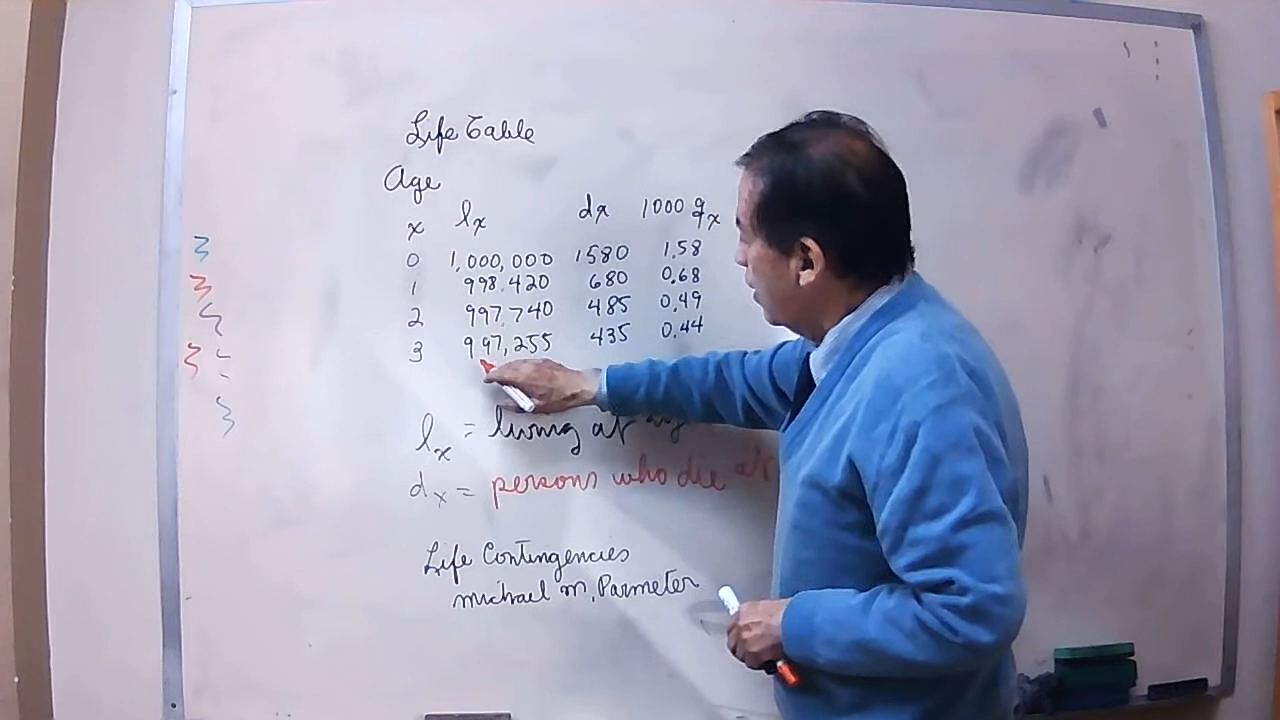 Life Table
Age
x lx dx 1000 qx
0 1,000,000 1580 1.58
1 998,420 680 0.68
2 997,740 485 0.49
3 997,255 435 0.44
lx = living at
dx = persons who die at
Life Contingencies
Michael M. Parmeter